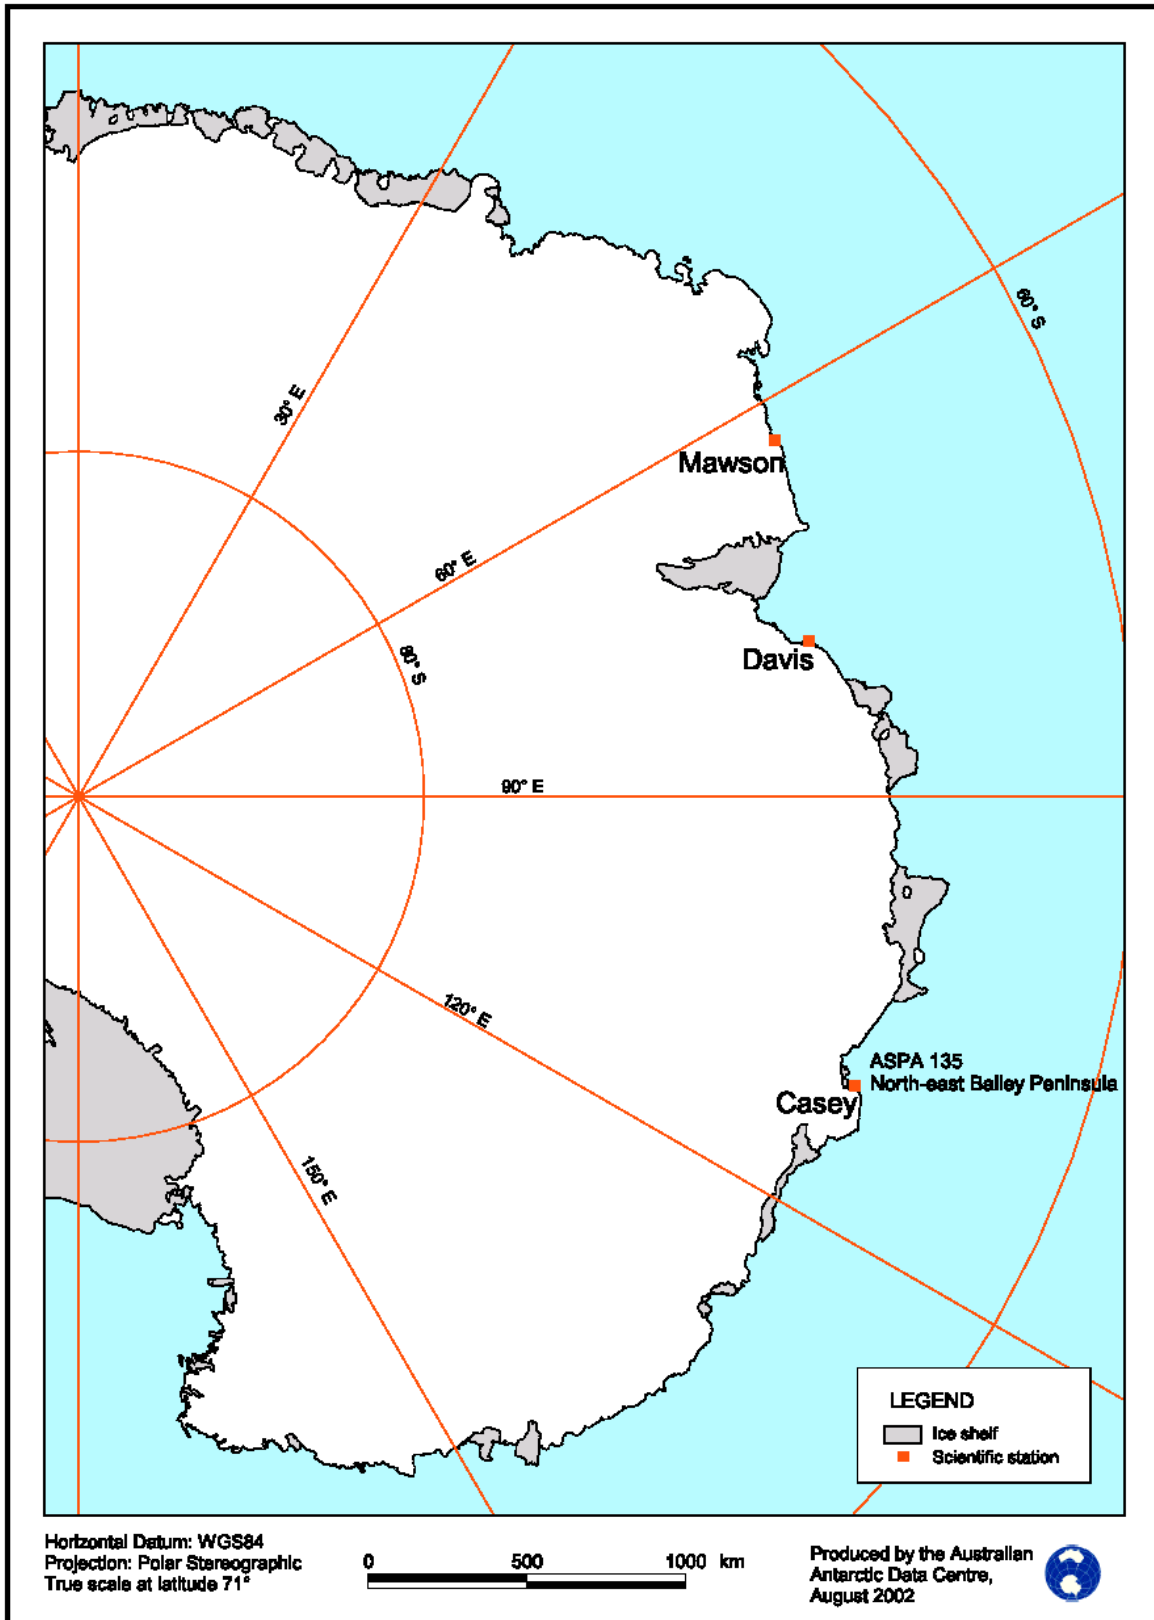 60° S
30° E
Mawson
60° E
80° S
Davis
90° E
120° E
ASPA 135
North-east Bailey Peninsula
Casey
150° E
LEGEND
Ice shelf
Scientific station
Horizontal Datum: WGS84
Projection: Polar Stereographic
True scale at latitude 71°
0 500 1000 km
Produced by the Australian
Antarctic Data Centre,
August 2002